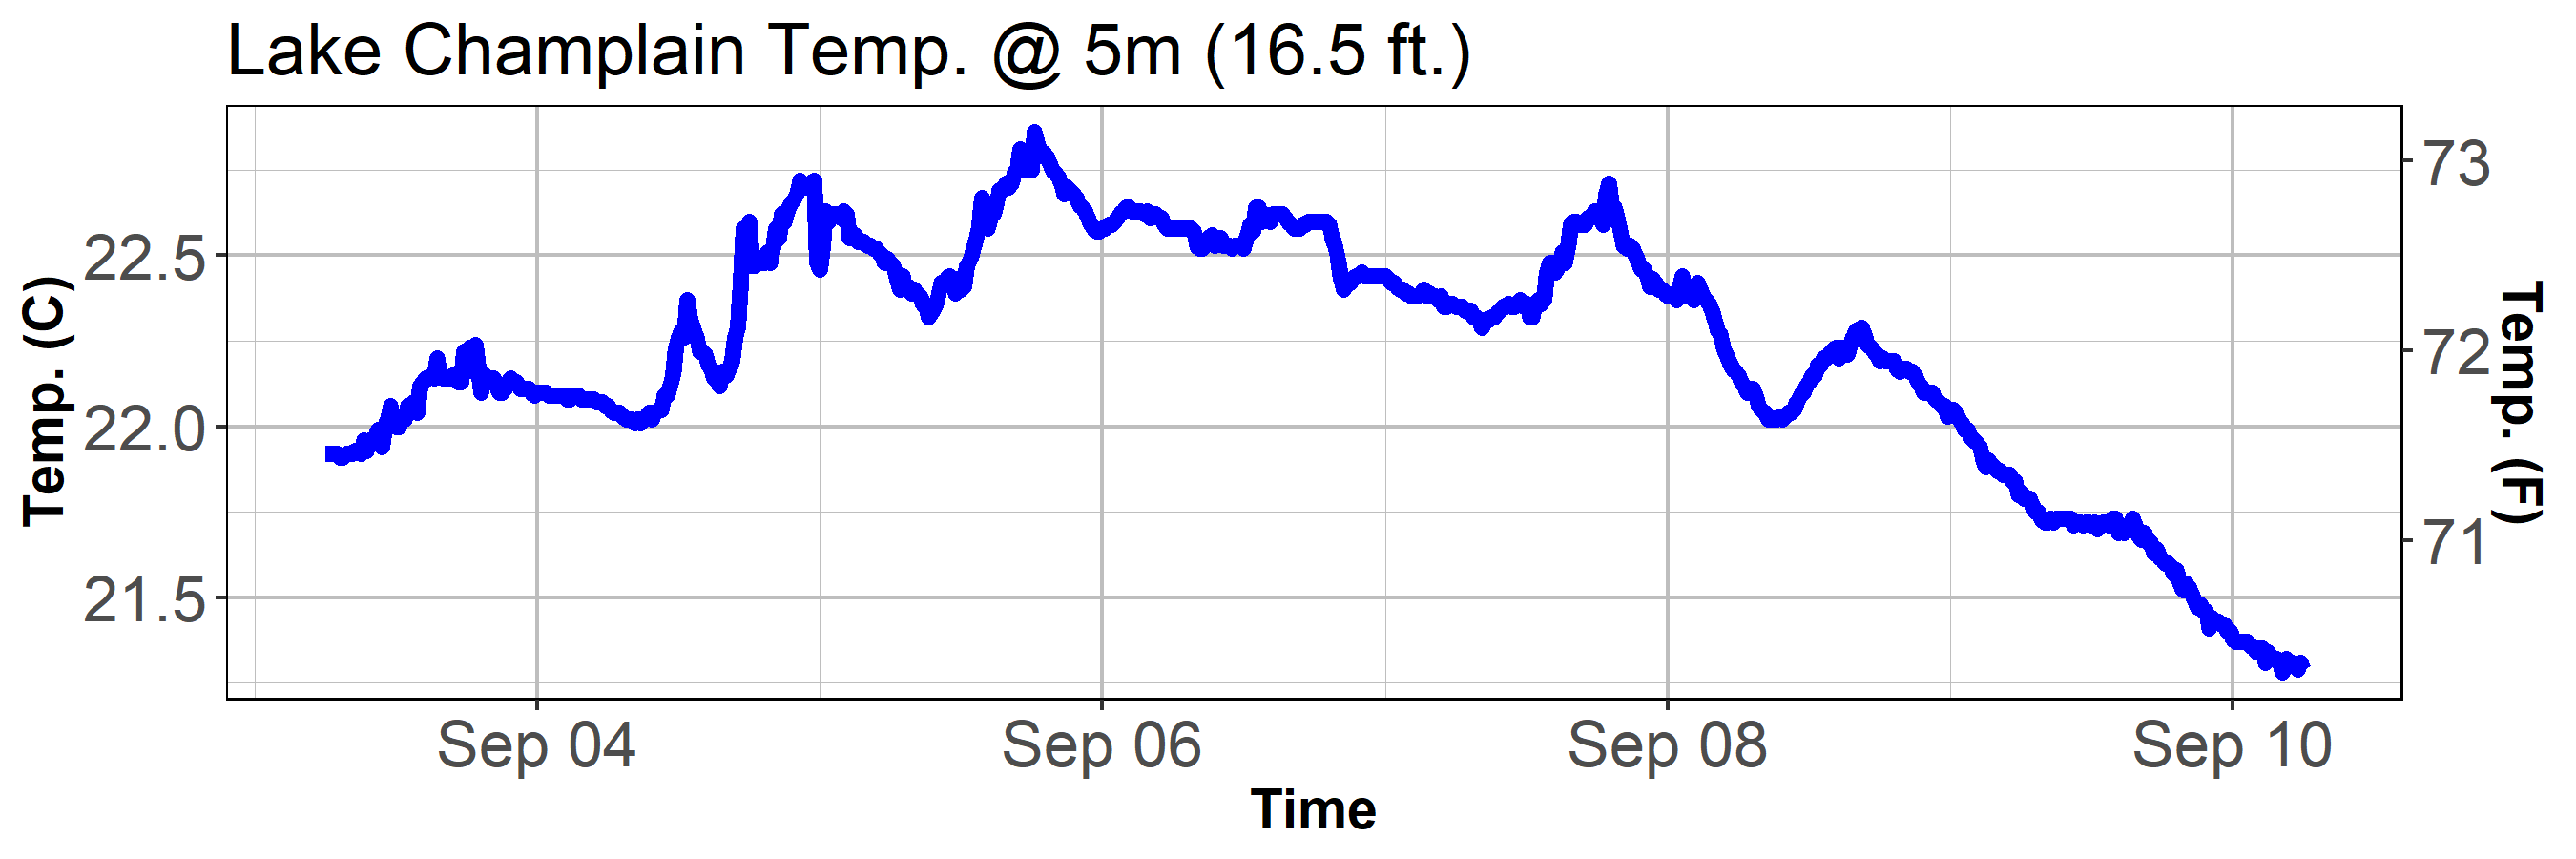 Lake Champlain Temp. @ 5m (16.5 ft.)
Temp. (C)
22.5
22.0
21.5
73
72
71
Temp. (F)
Sep 04
Sep 06
Sep 08
Sep 10
Time